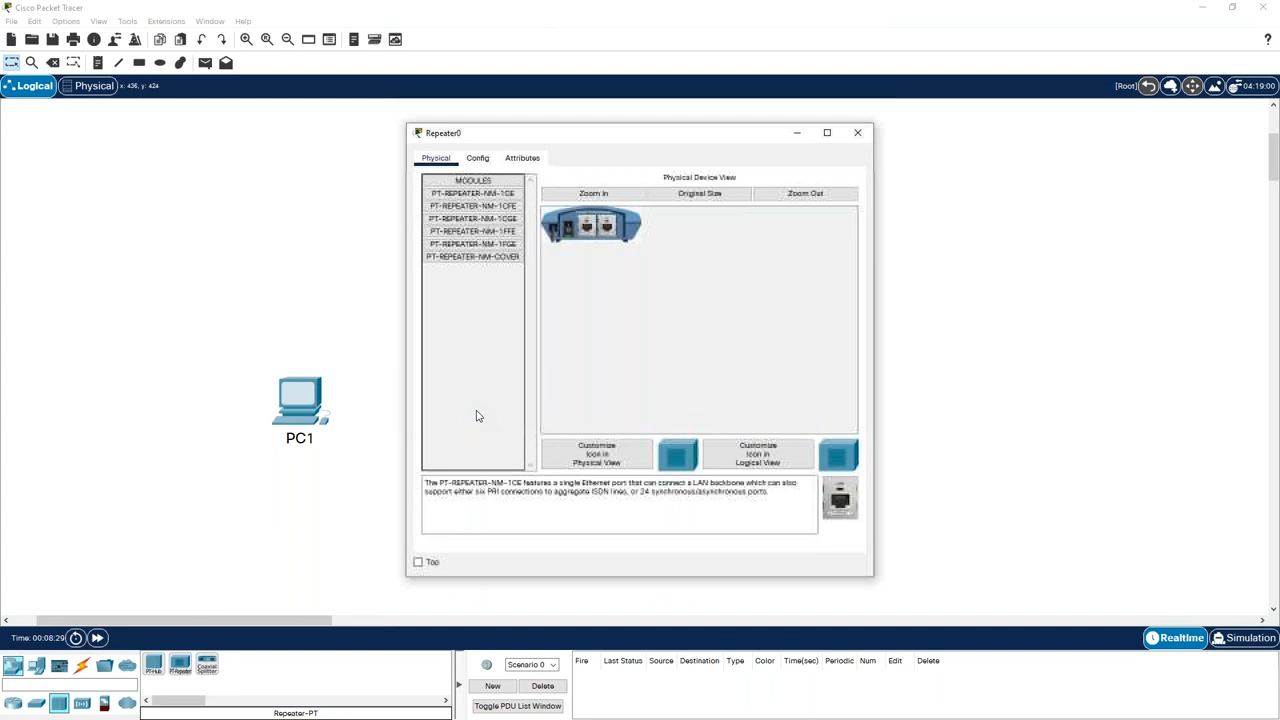 Cisco Packet Tracer
File Edit Options View Tools Extensions Window Help
?
Logical Physical x: 436, y: 424 [Root] 04:19:00
Repeater0
Physical Config Attributes
MODULES
PT-REPEATER-NM-1CE
PT-REPEATER-NM-1CFE
PT-REPEATER-NM-1CGE
PT-REPEATER-NM-1FFE
PT-REPEATER-NM-1FGE
PT-REPEATER-NM-COVER
Physical Device View
Zoom In Original Size Zoom Out
Customize
Icon in
Physical View
Customize
Icon in
Logical View
The PT-REPEATER-NM-1CE features a single Ethernet port that can connect a LAN backbone which can also
support either six PRI connections to aggregate ISDN lines, or 24 synchronous/asynchronous ports.
Top
PC1
Time: 00:08:29 Realtime Simulation
PT-Hub PT-Repeater Coaxial
Splitter
Repeater-PT
Scenario 0
New Delete
Toggle PDU List Window
Fire Last Status Source Destination Type Color Time(sec) Periodic Num Edit Delete